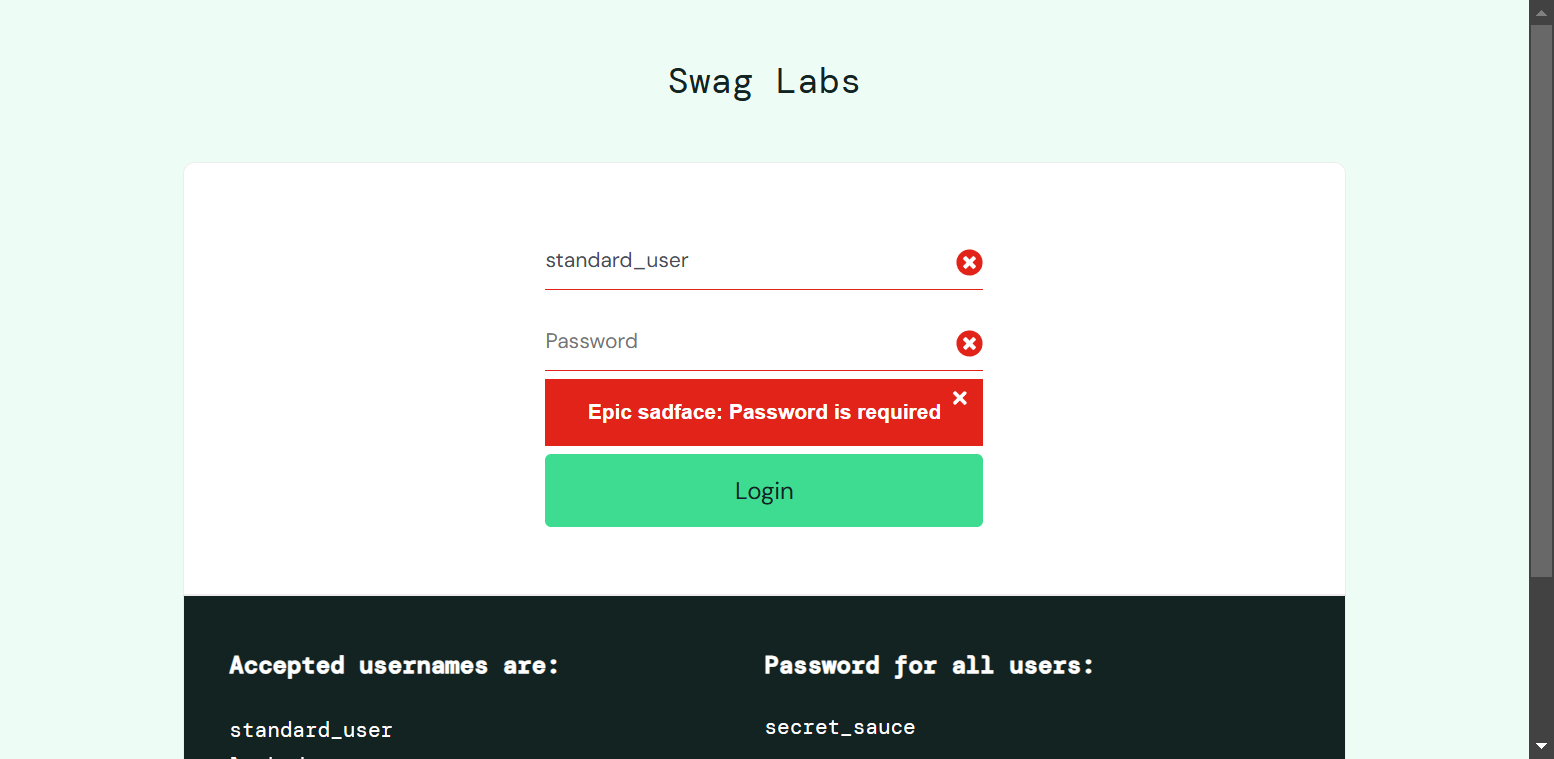 Swag Labs
standard_user
Password
Epic sadface: Password is required
Login
Accepted usernames are:
standard_user
Password for all users:
secret_sauce